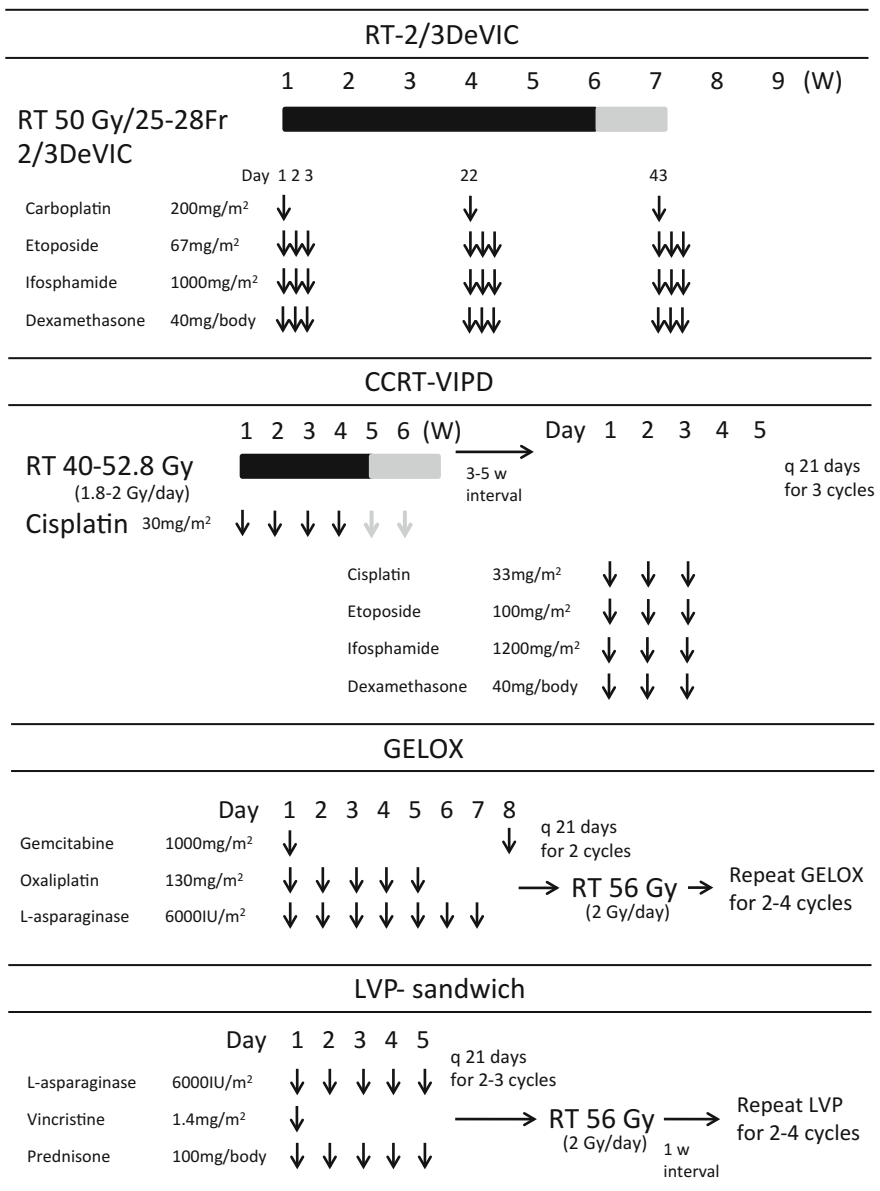 RT-2/3DeVIC
1 2 3 4 5 6 7 8 9 (W)
RT 50 Gy/25-28Fr
2/3DeVIC
Day 1 2 3 22 43
Carboplatin 200mg/m²
Etoposide 67mg/m²
Ifosphamide 1000mg/m²
Dexamethasone 40mg/body
CCRT-VIPD
1 2 3 4 5 6 (W) Day 1 2 3 4 5
RT 40-52.8 Gy
(1.8-2 Gy/day)
3-5 w
interval
q 21 days
for 3 cycles
Cisplatin 30mg/m²
Cisplatin 33mg/m²
Etoposide 100mg/m²
Ifosphamide 1200mg/m²
Dexamethasone 40mg/body
GELOX
Day 1 2 3 4 5 6 7 8
Gemcitabine 1000mg/m²
Oxaliplatin 130mg/m²
L-asparaginase 6000IU/m²
q 21 days
for 2 cycles
RT 56 Gy
(2 Gy/day)
Repeat GELOX
for 2-4 cycles
LVP- sandwich
Day 1 2 3 4 5
L-asparaginase 6000IU/m²
Vincristine 1.4mg/m²
Prednisone 100mg/body
q 21 days
for 2-3 cycles
RT 56 Gy
(2 Gy/day)
1 w
interval
Repeat LVP
for 2-4 cycles